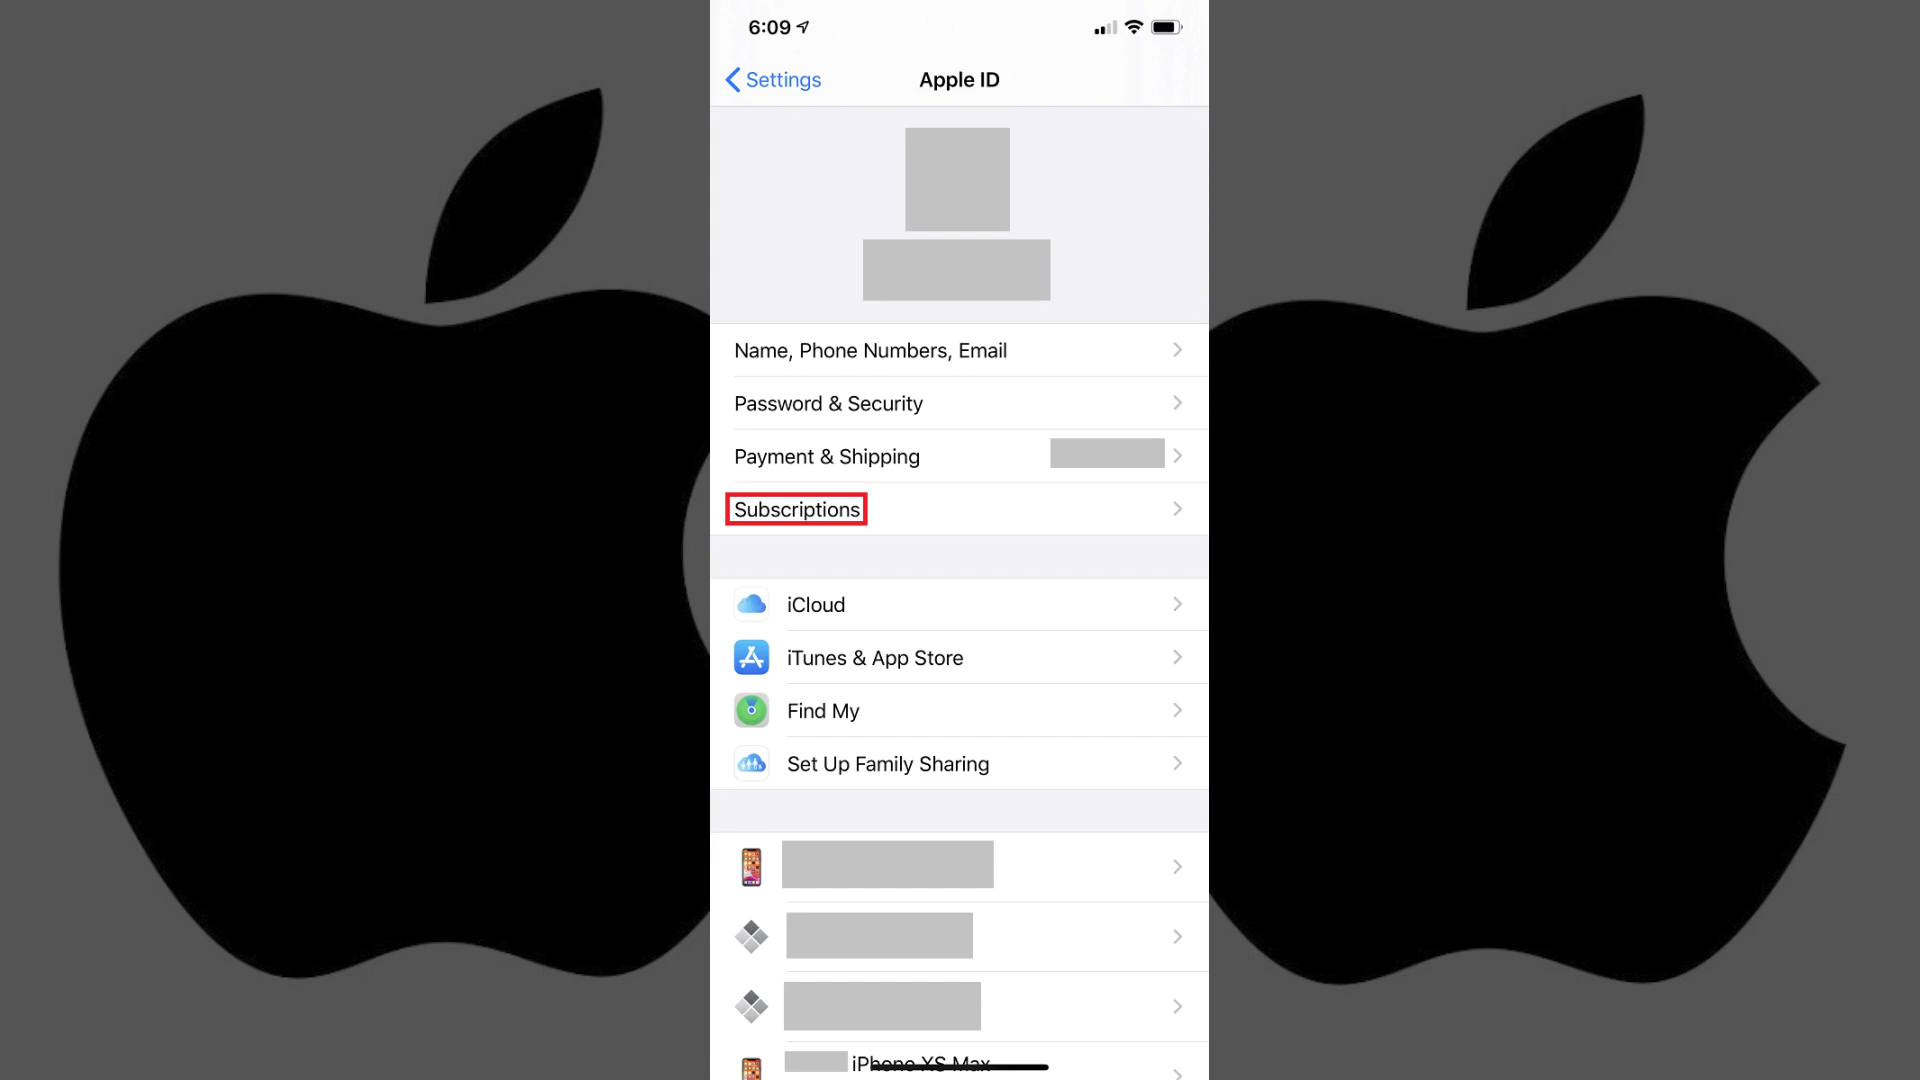 6:09
Settings
Apple ID
Name, Phone Numbers, Email
Password & Security
Payment & Shipping
Subscriptions
iCloud
iTunes & App Store
Find My
Set Up Family Sharing
iPhone XS Max